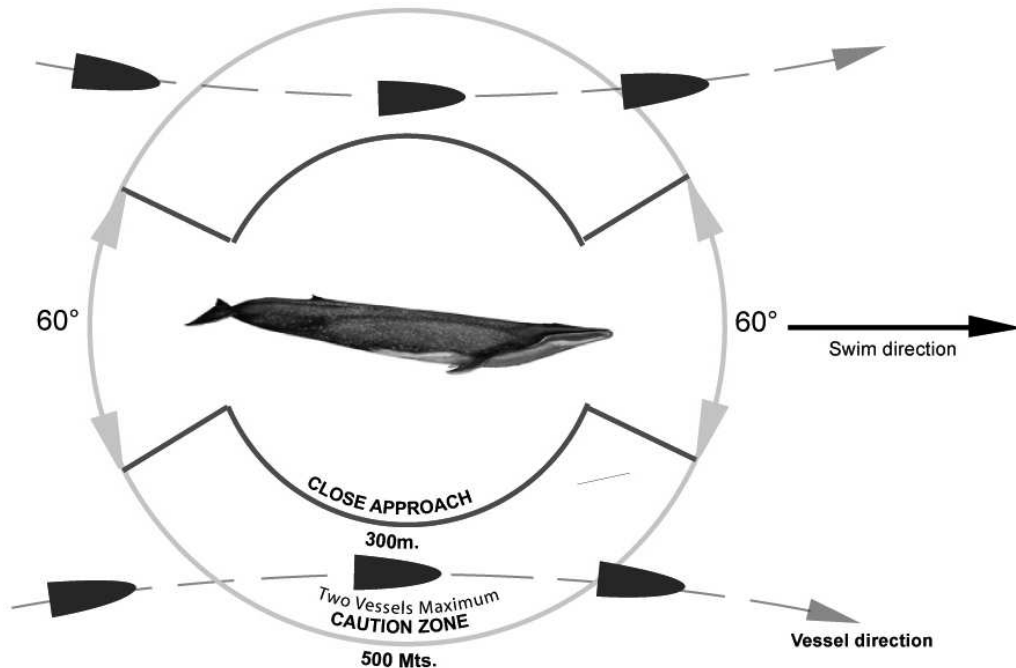 60°
60°
Swim direction
CLOSE APPROACH
300m.
Two Vessels Maximum
CAUTION ZONE
500 Mts.
Vessel direction